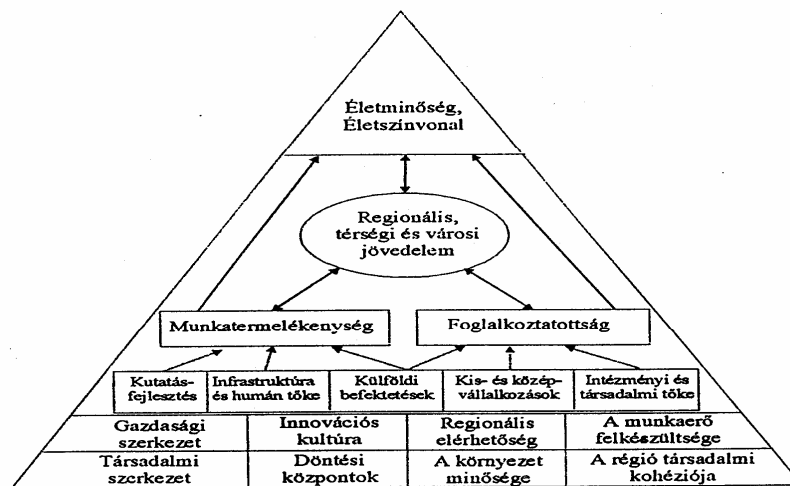 Életminőség,
Életszínvonal
Regionális,
térségi és városi
jövedelem
Munkatermelékenység
Foglalkoztatottság
Kutatás-
fejlesztés
Infrastruktúra
és humán tőke
Külföldi
befektetések
Kis- és közép-
vállalkozások
Intézményi és
társadalmi tőke
Gazdasági
szerkezet
Innovációs
kultúra
Regionális
elérhetőség
A munkaerő
felkészültsége
Társadalmi
szerkezet
Döntési
központok
A környezet
minősége
A régió társadalmi
kohéziója